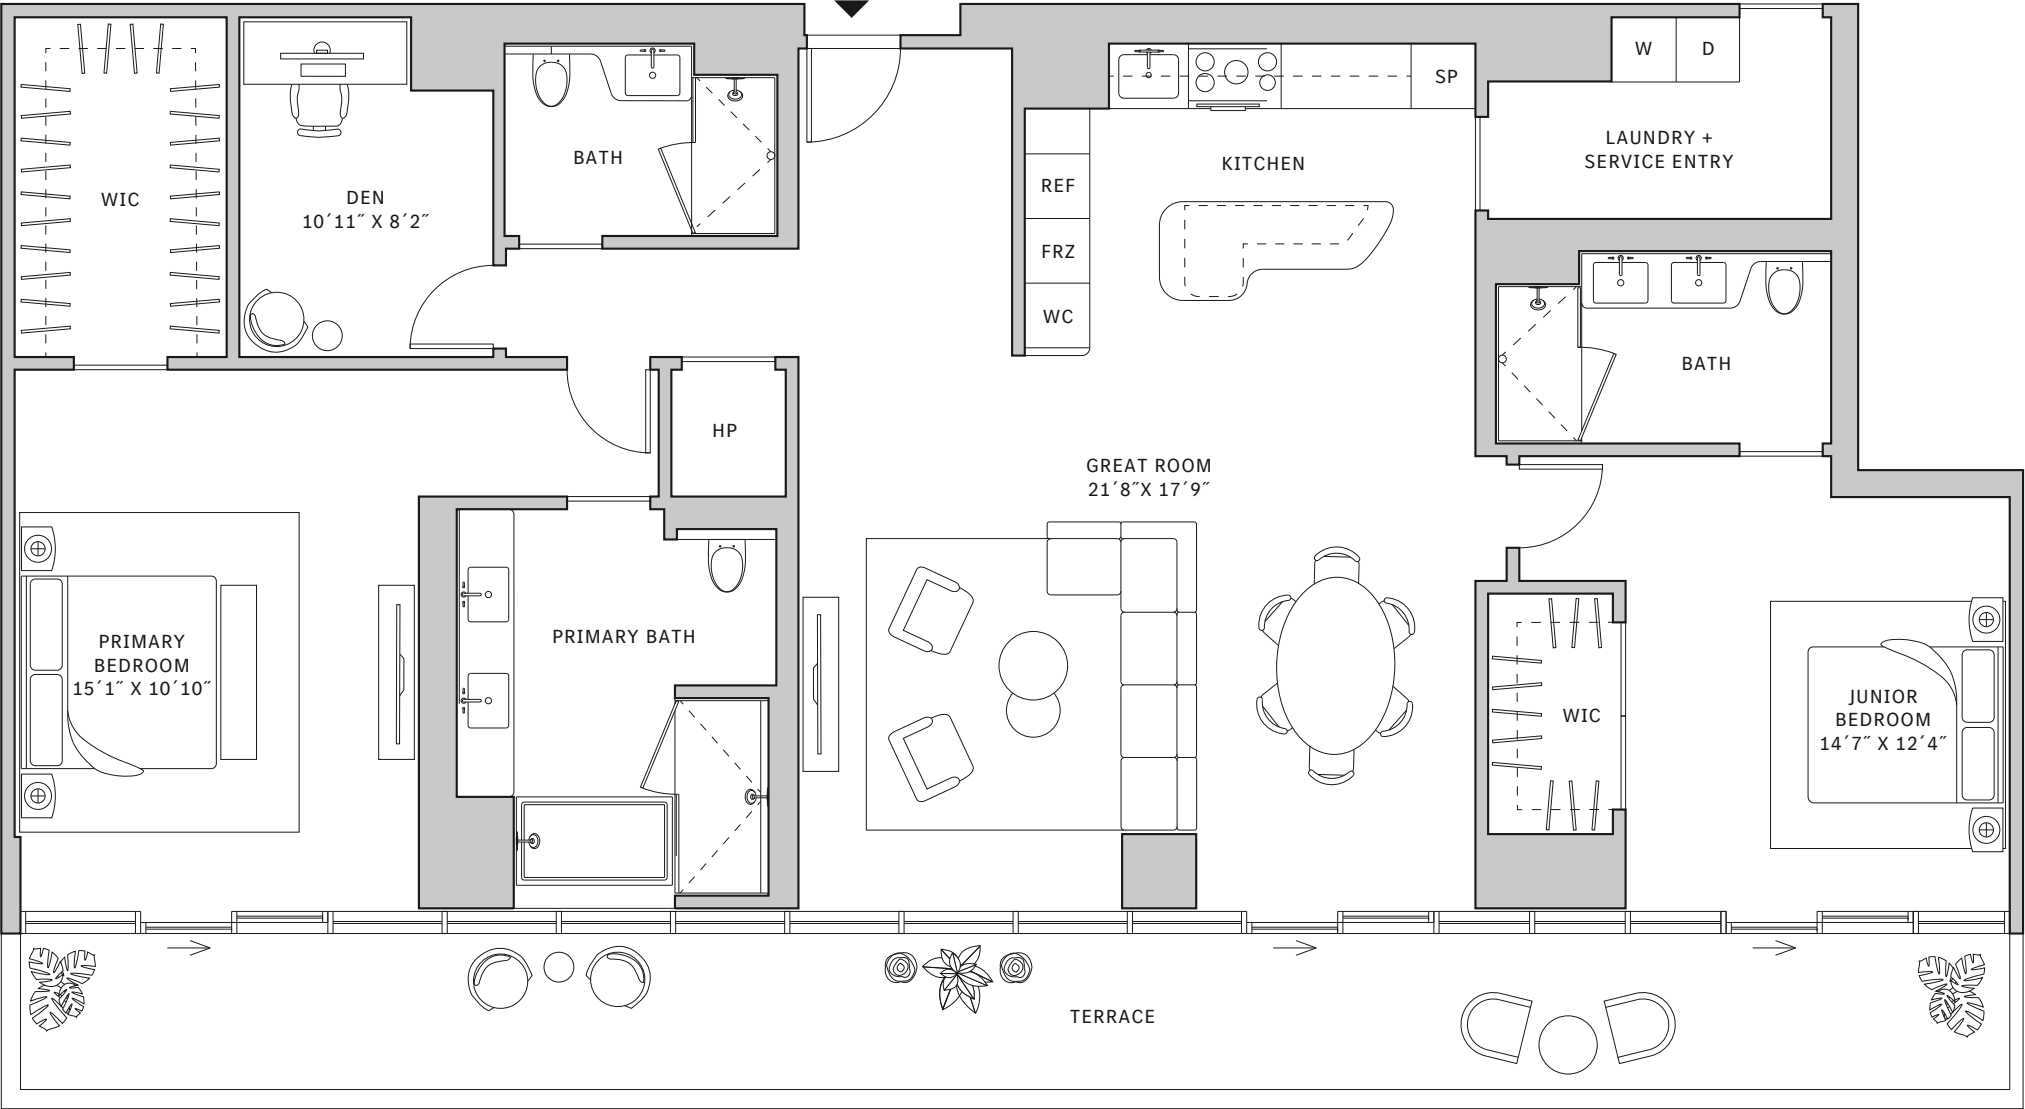 W
D
SP
LAUNDRY +
SERVICE ENTRY
BATH
KITCHEN
REF
WIC
DEN
10´11˝ X 8´2˝
FRZ
WC
BATH
HP
GREAT ROOM
21´8˝X 17´9˝
PRIMARY
BEDROOM
15´1˝ X 10´10˝
PRIMARY BATH
WIC
JUNIOR
BEDROOM
14´7˝ X 12´4˝
TERRACE